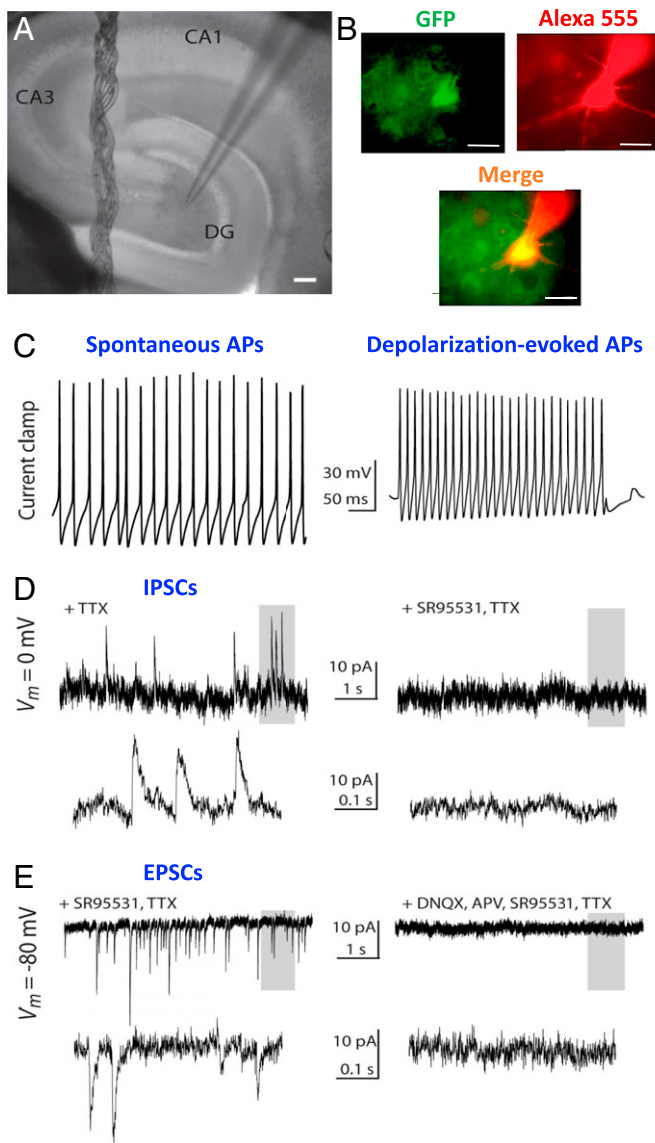 A
CA1
CA3
DG
B
GFP
Alexa 555
Merge
C
Spontaneous APs
Depolarization-evoked APs
Current clamp
30 mV
50 ms
D
IPSCs
+ TTX
+ SR95531, TTX
Vm = 0 mV
10 pA
1 s
10 pA
0.1 s
E
EPSCs
+ SR95531, TTX
+ DNQX, APV, SR95531, TTX
Vm = -80 mV
10 pA
1 s
10 pA
0.1 s